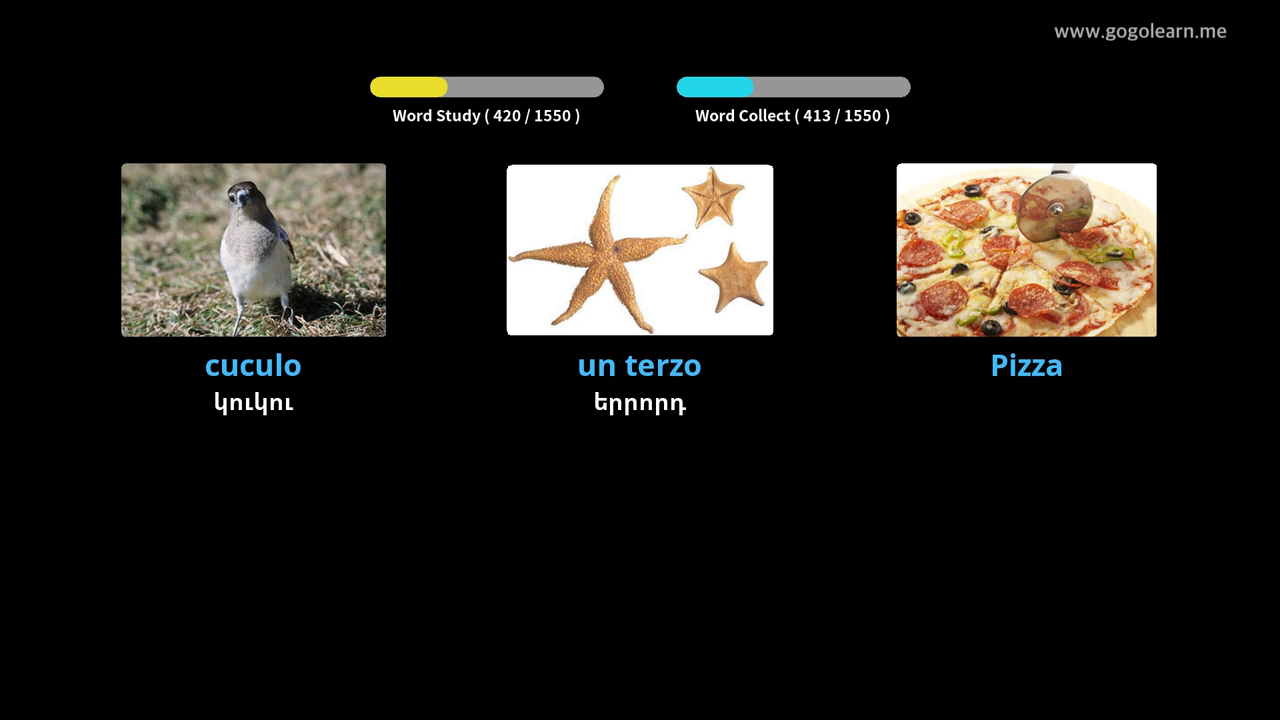 www.gogolearn.me
Word Study ( 420 / 1550 )
Word Collect ( 413 / 1550 )
cuculo
կուկու
un terzo
երրորդ
Pizza